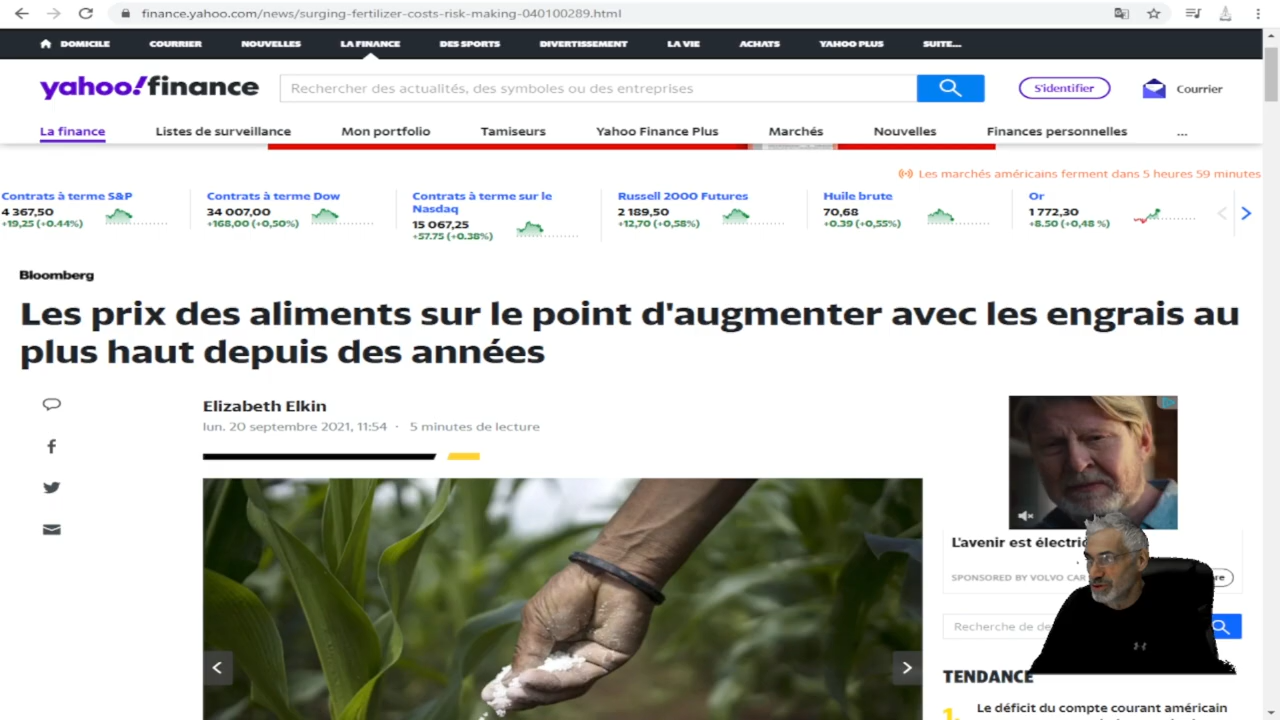 finance.yahoo.com/news/surging-fertilizer-costs-risk-making-040100289.html
DOMICILE COURRIER NOUVELLES LA FINANCE DES SPORTS DIVERTISSEMENT LA VIE ACHATS YAHOO PLUS SUITE...
yahoo!finance
Rechercher des actualités, des symboles ou des entreprises
S'identifier
Courrier
La finance Listes de surveillance Mon portfolio Tamiseurs Yahoo Finance Plus Marchés Nouvelles Finances personnelles ...
Les marchés américains ferment dans 5 heures 59 minutes
Contrats à terme S&P
4 367,50
+19,25 (+0.44%)
Contrats à terme Dow
34 007,00
+168,00 (+0,50%)
Contrats à terme sur le
Nasdaq
15 067,25
+57.75 (+0.38%)
Russell 2000 Futures
2 189,50
+12,70 (+0,58%)
Huile brute
70,68
+0.39 (+0,55%)
Or
1 772,30
+8.50 (+0,48 %)
Bloomberg
Les prix des aliments sur le point d'augmenter avec les engrais au
plus haut depuis des années
Elizabeth Elkin
lun. 20 septembre 2021, 11:54 · 5 minutes de lecture
L'avenir est
SPONSORED BY VOLVO CAR
Recherche de
TENDANCE
1. Le déficit du compte courant américain